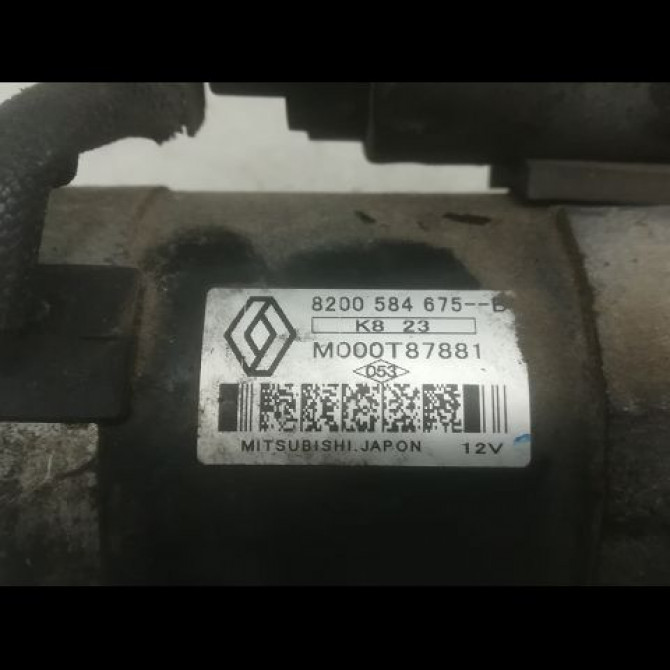 8200 584 675--B
K8 23
M000T87881
053
MITSUBISHI.JAPON 12V